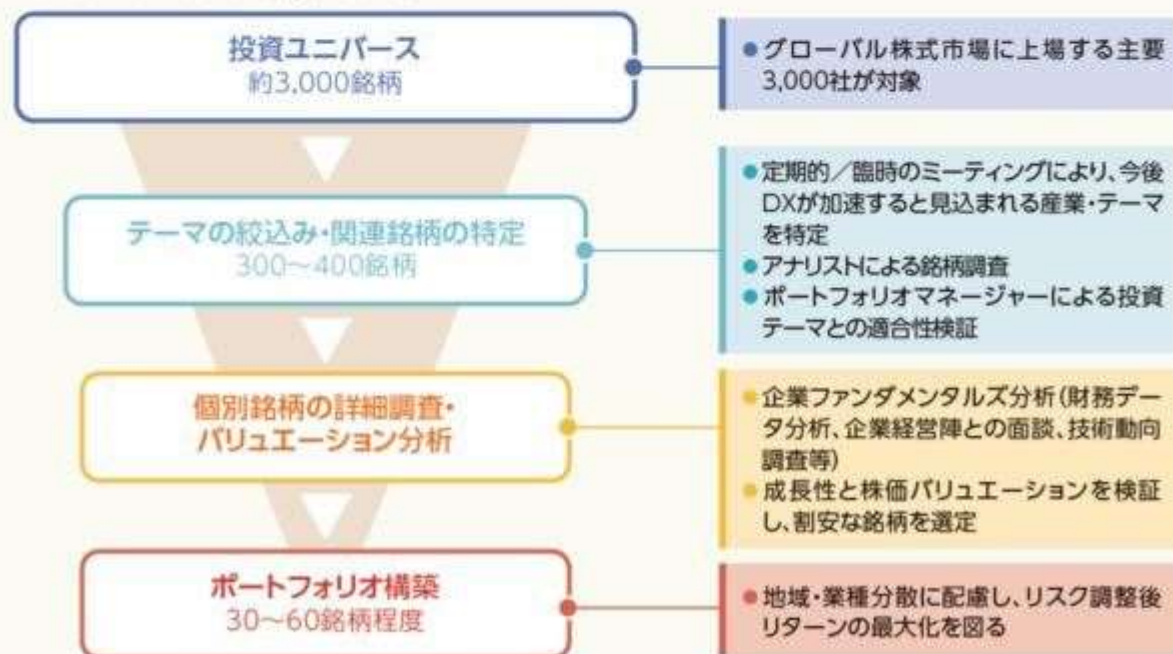 投資ユニバース
約3,000銘柄
●グローバル株式市場に上場する主要
3,000社が対象
テーマの絞込み・関連銘柄の特定
300〜400銘柄
●定期的/臨時のミーティングにより、今後
DXが加速すると見込まれる産業・テーマ
を特定
●アナリストによる銘柄調査
●ポートフォリオマネージャーによる投資
テーマとの適合性検証
個別銘柄の詳細調査・
バリュエーション分析
●企業ファンダメンタルズ分析(財務デー
タ分析、企業経営陣との面談、技術動向
調査等)
●成長性と株価バリュエーションを検証
し、割安な銘柄を選定
ポートフォリオ構築
30〜60銘柄程度
●地域・業種分散に配慮し、リスク調整後
リターンの最大化を図る